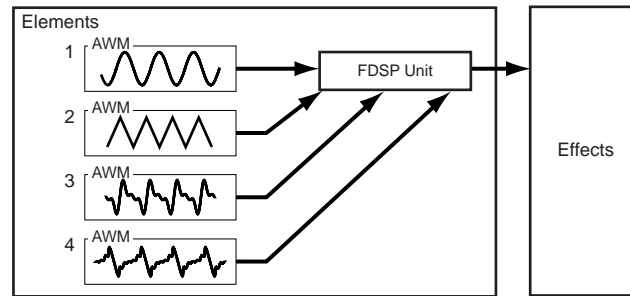 Elements
1 AWM
FDSP Unit
2 AWM
Effects
3 AWM
4 AWM